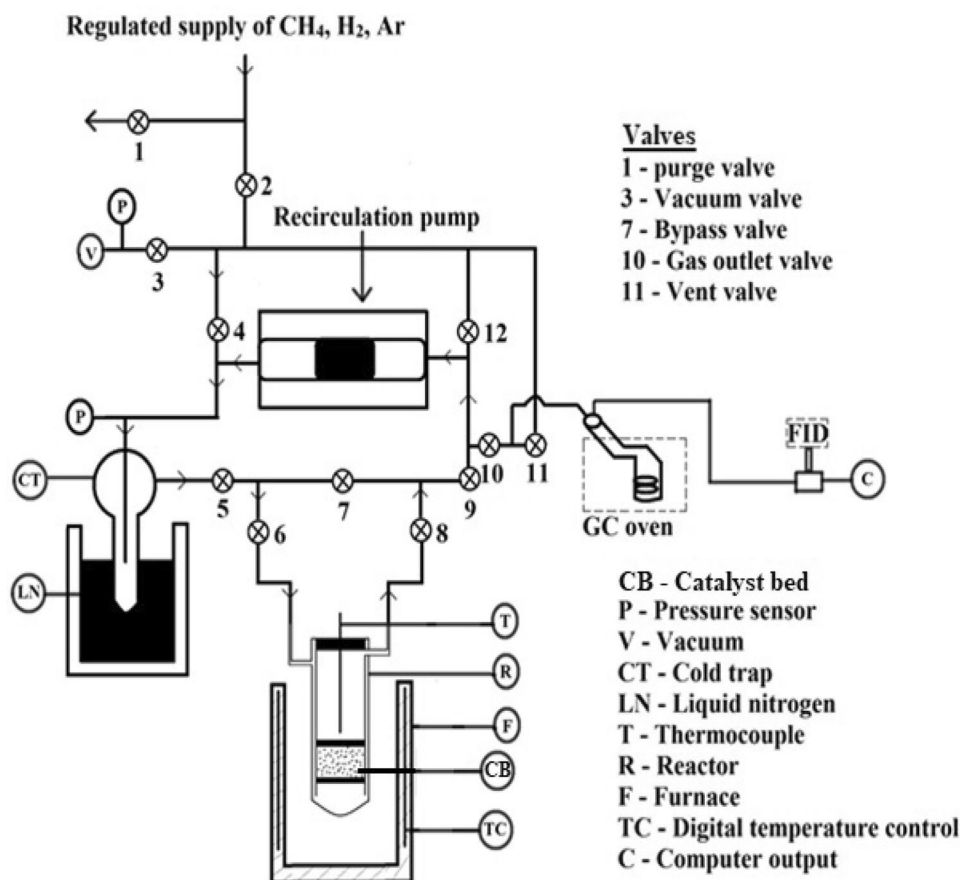 Regulated supply of CH₄, H₂, Ar
1
2
P
V
3
Recirculation pump
Valves
1 - purge valve
3 - Vacuum valve
7 - Bypass valve
10 - Gas outlet valve
11 - Vent valve
4
12
P
CT
5
7
9
10
11
FID
C
GC oven
6
8
LN
T
R
F
CB
TC
CB - Catalyst bed
P - Pressure sensor
V - Vacuum
CT - Cold trap
LN - Liquid nitrogen
T - Thermocouple
R - Reactor
F - Furnace
TC - Digital temperature control
C - Computer output